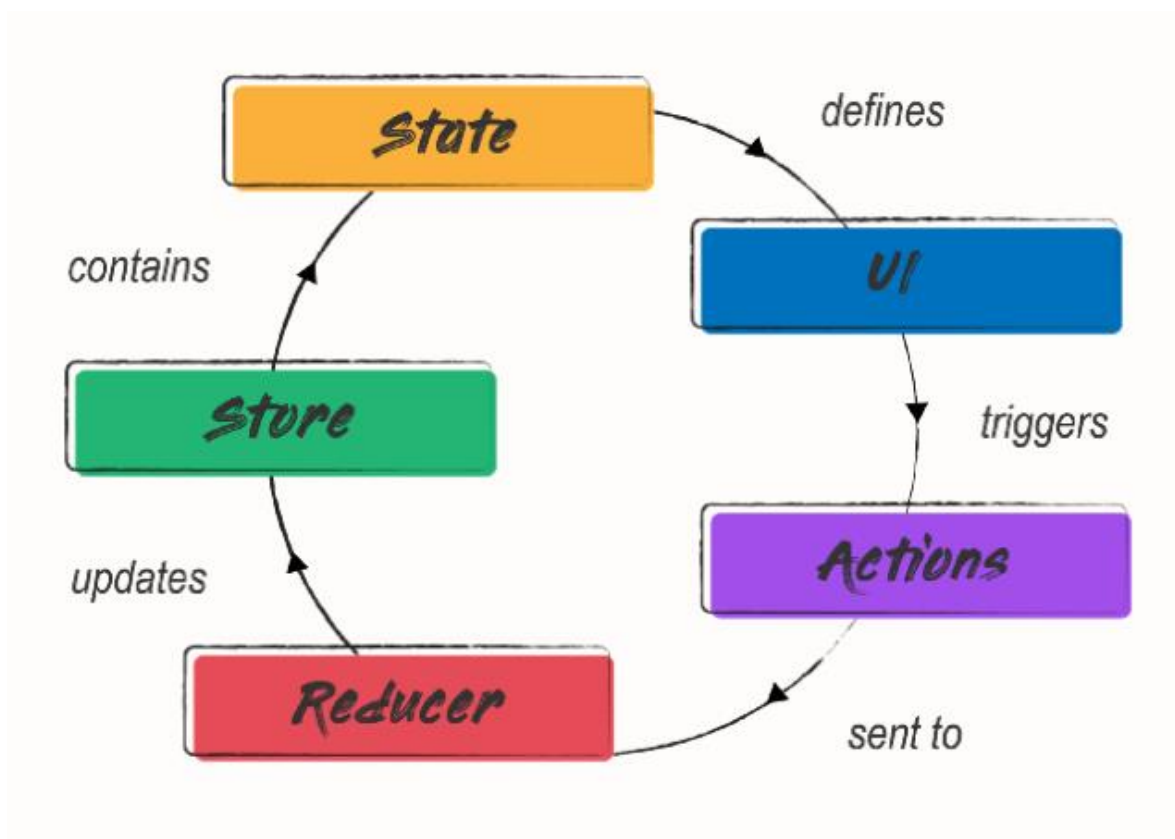 State
defines
UI
triggers
Actions
sent to
Reducer
updates
Store
contains